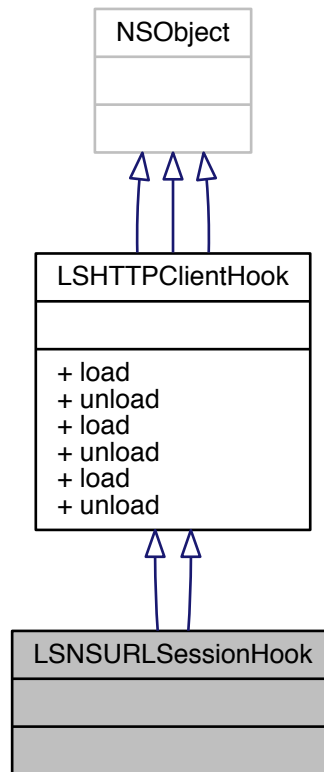 NSObject
LSHTTPClientHook
+ load
+ unload
+ load
+ unload
+ load
+ unload
LSNSURLSessionHook